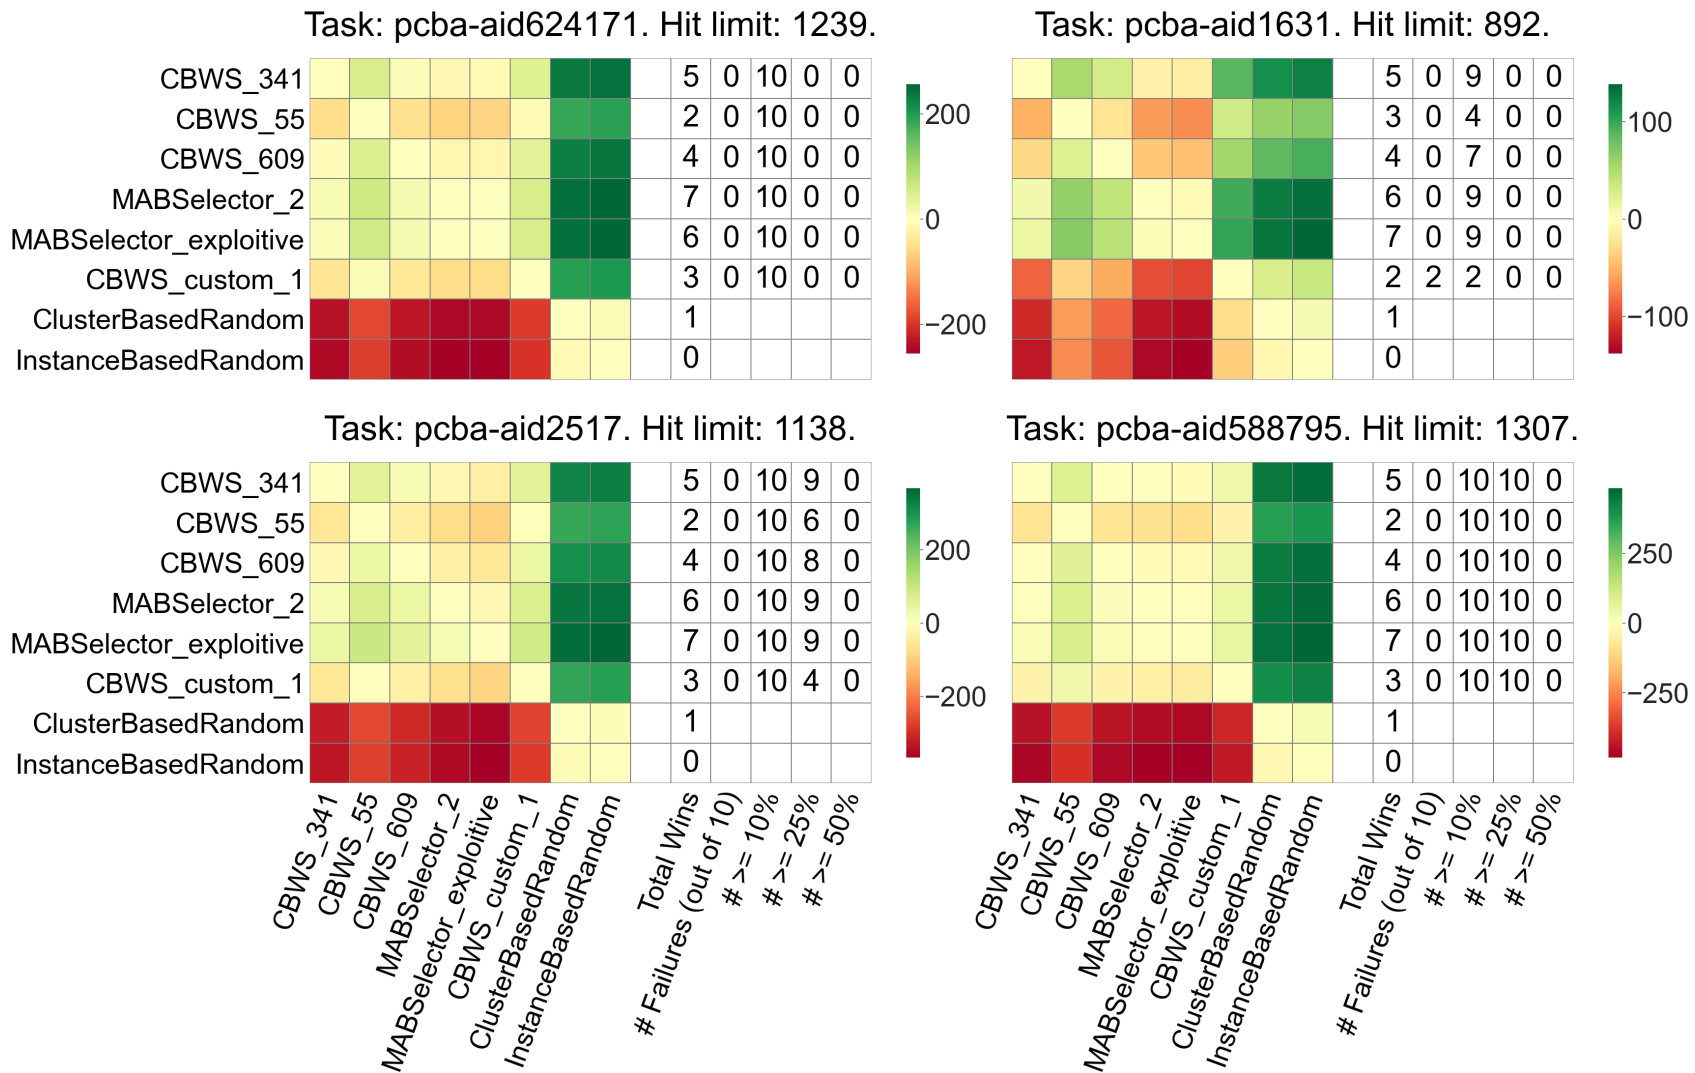 Task: pcba-aid624171. Hit limit: 1239.
CBWS_341 5 0 10 0 0
CBWS_55 2 0 10 0 0
CBWS_609 4 0 10 0 0
MABSelector_2 7 0 10 0 0
MABSelector_exploitive 6 0 10 0 0
CBWS_custom_1 3 0 10 0 0
ClusterBasedRandom 1
InstanceBasedRandom 0
200
0
−200
Task: pcba-aid1631. Hit limit: 892.
5 0 9 0 0
3 0 4 0 0
4 0 7 0 0
6 0 9 0 0
7 0 9 0 0
2 2 2 0 0
1
0
100
0
−100
Task: pcba-aid2517. Hit limit: 1138.
CBWS_341 5 0 10 9 0
CBWS_55 2 0 10 6 0
CBWS_609 4 0 10 8 0
MABSelector_2 6 0 10 9 0
MABSelector_exploitive 7 0 10 9 0
CBWS_custom_1 3 0 10 4 0
ClusterBasedRandom 1
InstanceBasedRandom 0
200
0
−200
CBWS_341
CBWS_55
CBWS_609
MABSelector_2
MABSelector_exploitive
CBWS_custom_1
ClusterBasedRandom
InstanceBasedRandom
Total Wins
# Failures (out of 10)
# >= 10%
# >= 25%
# >= 50%
Task: pcba-aid588795. Hit limit: 1307.
5 0 10 10 0
2 0 10 10 0
4 0 10 10 0
6 0 10 10 0
7 0 10 10 0
3 0 10 10 0
1
0
250
0
−250
CBWS_341
CBWS_55
CBWS_609
MABSelector_2
MABSelector_exploitive
CBWS_custom_1
ClusterBasedRandom
InstanceBasedRandom
Total Wins
# Failures (out of 10)
# >= 10%
# >= 25%
# >= 50%